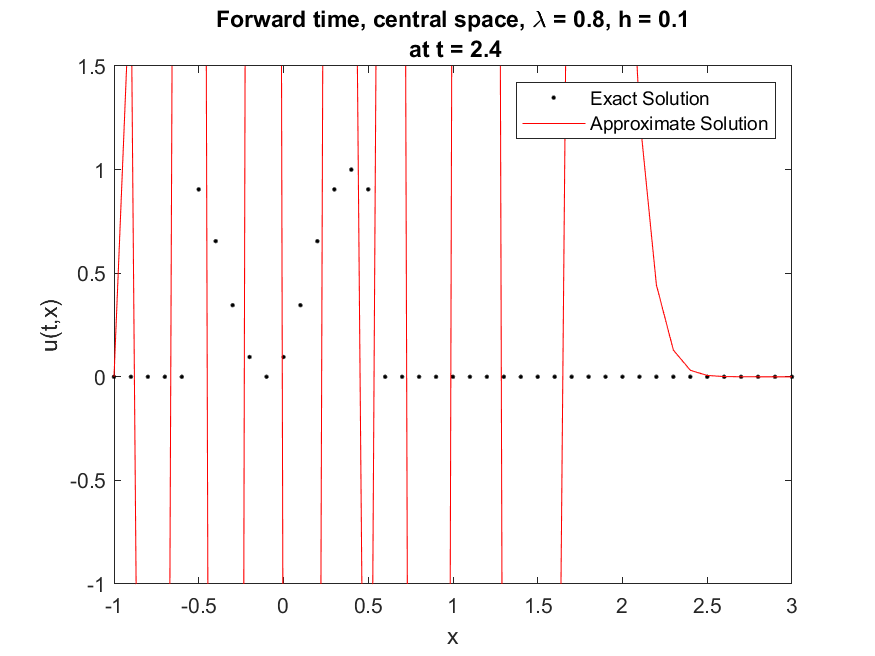 Forward time, central space, λ = 0.8, h = 0.1
at t = 2.4
Exact Solution
Approximate Solution
1.5
1
0.5
0
-0.5
-1
u(t,x)
-1 -0.5 0 0.5 1 1.5 2 2.5 3
x